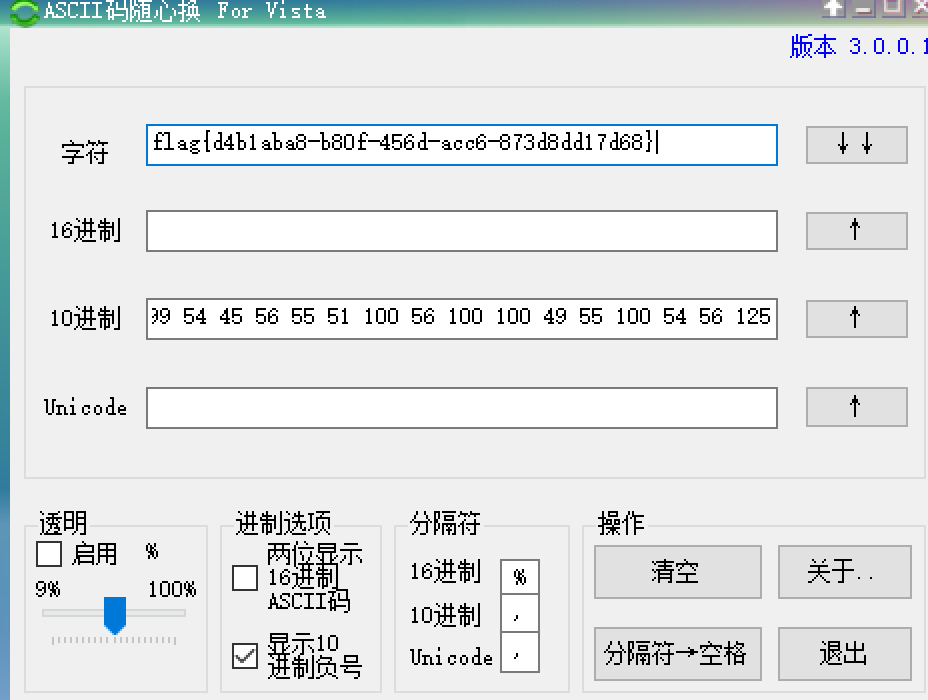 ASCII码随心换 For Vista
版本 3.0.0.1
字符 flag{d4b1aba8-b80f-456d-acc6-873d8dd17d68} ↓↓
16进制 ↑
10进制 99 54 45 56 55 51 100 56 100 100 49 55 100 54 56 125 ↑
Unicode ↑
透明
启用 %
9% 100%
进制选项
两位显示
16进制
ASCII码
显示10
进制负号
分隔符
16进制 %
10进制 ,
Unicode ,
操作
清空 关于..
分隔符→空格 退出